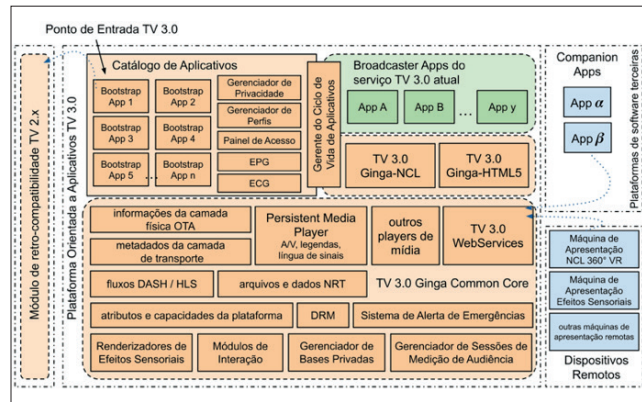 Ponto de Entrada TV 3.0
Módulo de retro-compatibilidade TV 2.x
Plataforma Orientada a Aplicativos TV 3.0
Catálogo de Aplicativos
Bootstrap
App 1
Bootstrap
App 2
Bootstrap
App 3
Bootstrap
App 4
Bootstrap
App 5
...
Bootstrap
App n
Gerenciador de
Privacidade
Gerenciador de
Perfis
Painel de Acesso
EPG
ECG
Gerente do Ciclo de
Vida de Aplicativos
Broadcaster Apps do
serviço TV 3.0 atual
App A
App B
...
App y
TV 3.0
Ginga-NCL
TV 3.0
Ginga-HTML5
informações da camada
física OTA
metadados da camada
de transporte
Persistent Media
Player
A/V, legendas,
língua de sinais
outros
players de
mídia
TV 3.0
WebServices
fluxos DASH / HLS
arquivos e dados NRT
TV 3.0 Ginga Common Core
atributos e capacidades da plataforma
DRM
Sistema de Alerta de Emergências
Renderizadores de
Efeitos Sensoriais
Módulos de
Interação
Gerenciador de
Bases Privadas
Gerenciador de Sessões de
Medição de Audiência
Companion
Apps
App α
App β
Plataformas de software terceiras
Máquina de
Apresentação
NCL 360° VR
Máquina de
Apresentação
Efeitos Sensoriais
outras máquinas de
apresentação remotas
Dispositivos
Remotos